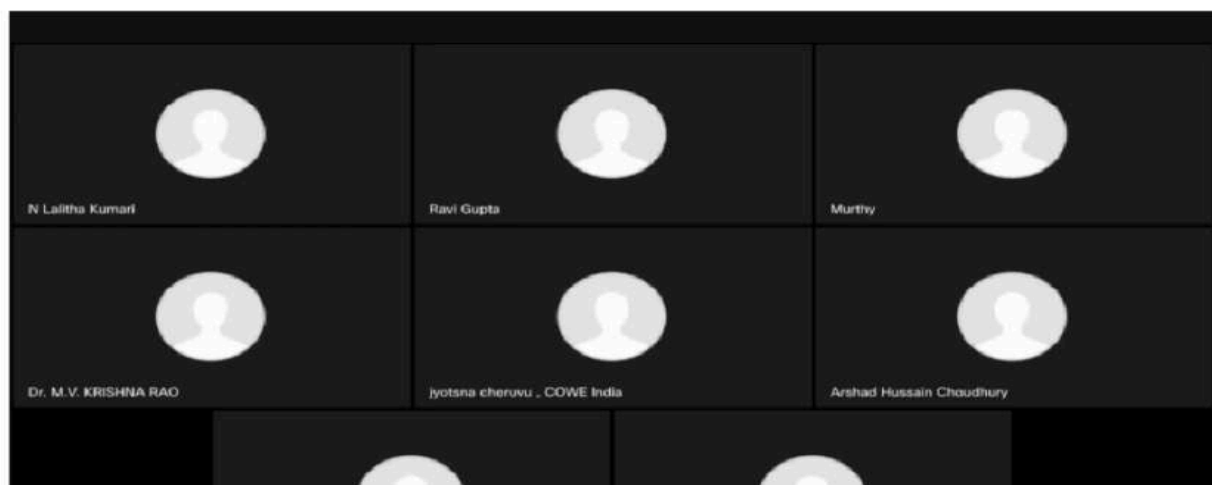 N Lalitha Kumari
Ravi Gupta
Murthy
Dr. M.V. KRISHNA RAO
jyotsna cheruvu _ COWE India
Arshad Hussain Choudhury